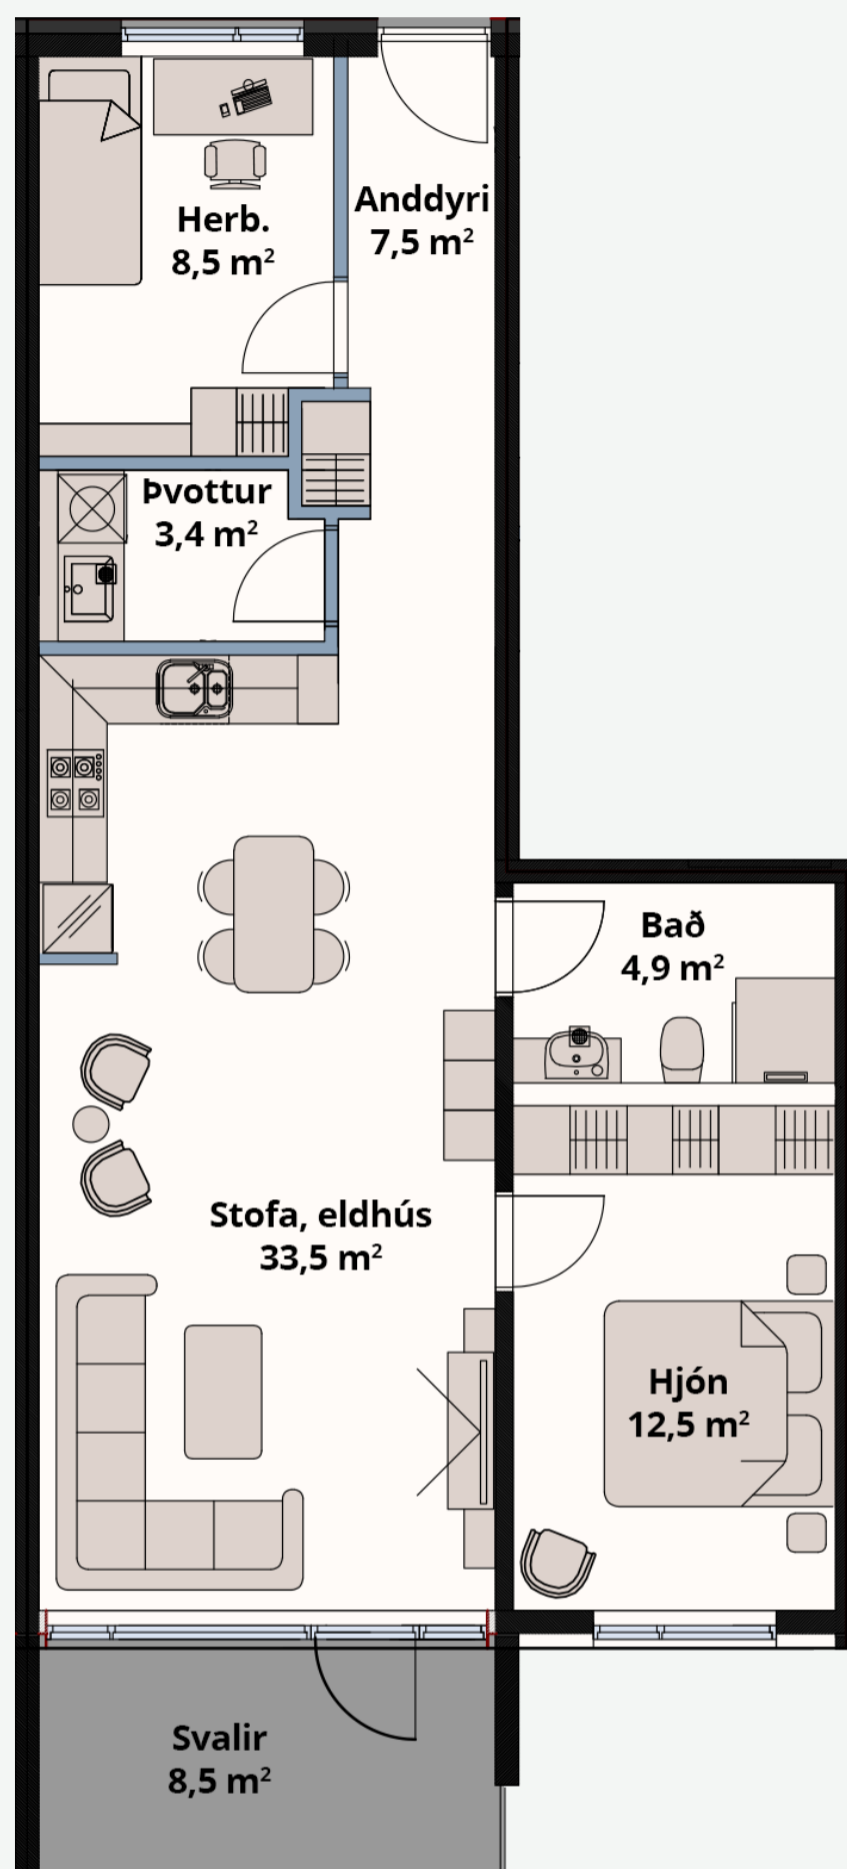 Herb.
8,5 m²
Anddyri
7,5 m²
Þvottur
3,4 m²
Bað
4,9 m²
Stofa, eldhús
33,5 m²
Hjón
12,5 m²
Svalir
8,5 m²